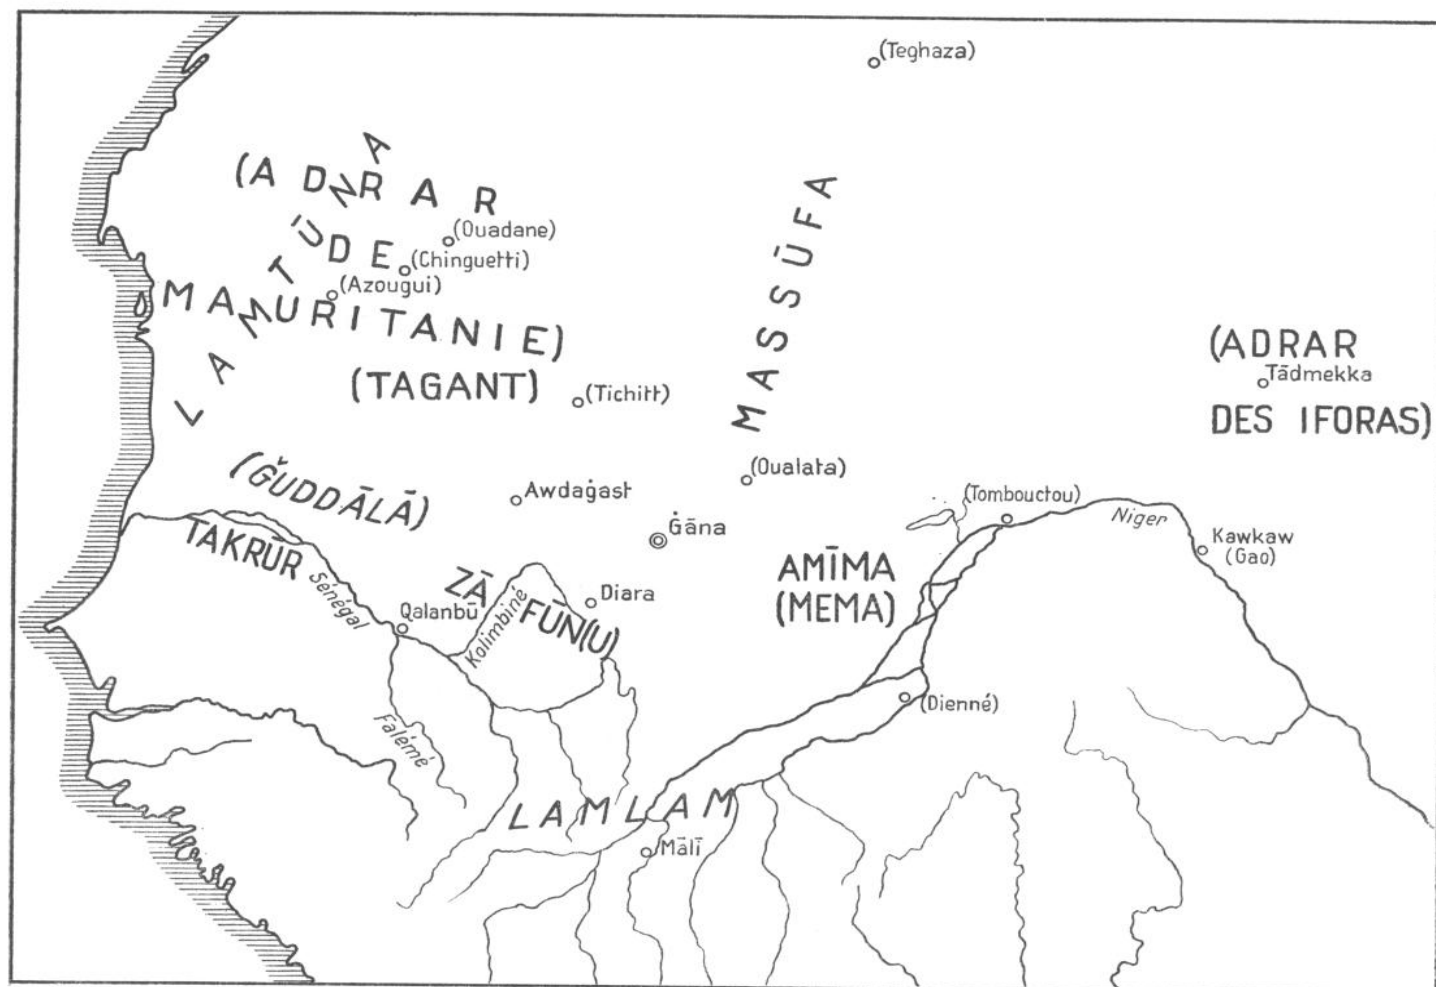 (Teghaza)
(ADRAR
LAMTŪNA
(Ouadane)
DE
(Chinguetti)
(Azougui)
MAURITANIE)
MASSŪFA
(ADRAR
Tādmekka
DES IFORAS)
(TAGANT)
(Tichitt)
(ǦUDDĀLĀ)
(Oualata)
Awdaġast
(Tombouctou)
Niger
Ġāna
Kawkaw
(Gao)
TAKRŪR
Sénégal
AMĪMA
(MEMA)
ZĀ
FŪN(U)
Diara
Qalanbū
Kolimbiné
(Dienné)
Falémé
LAMLAM
Mālī